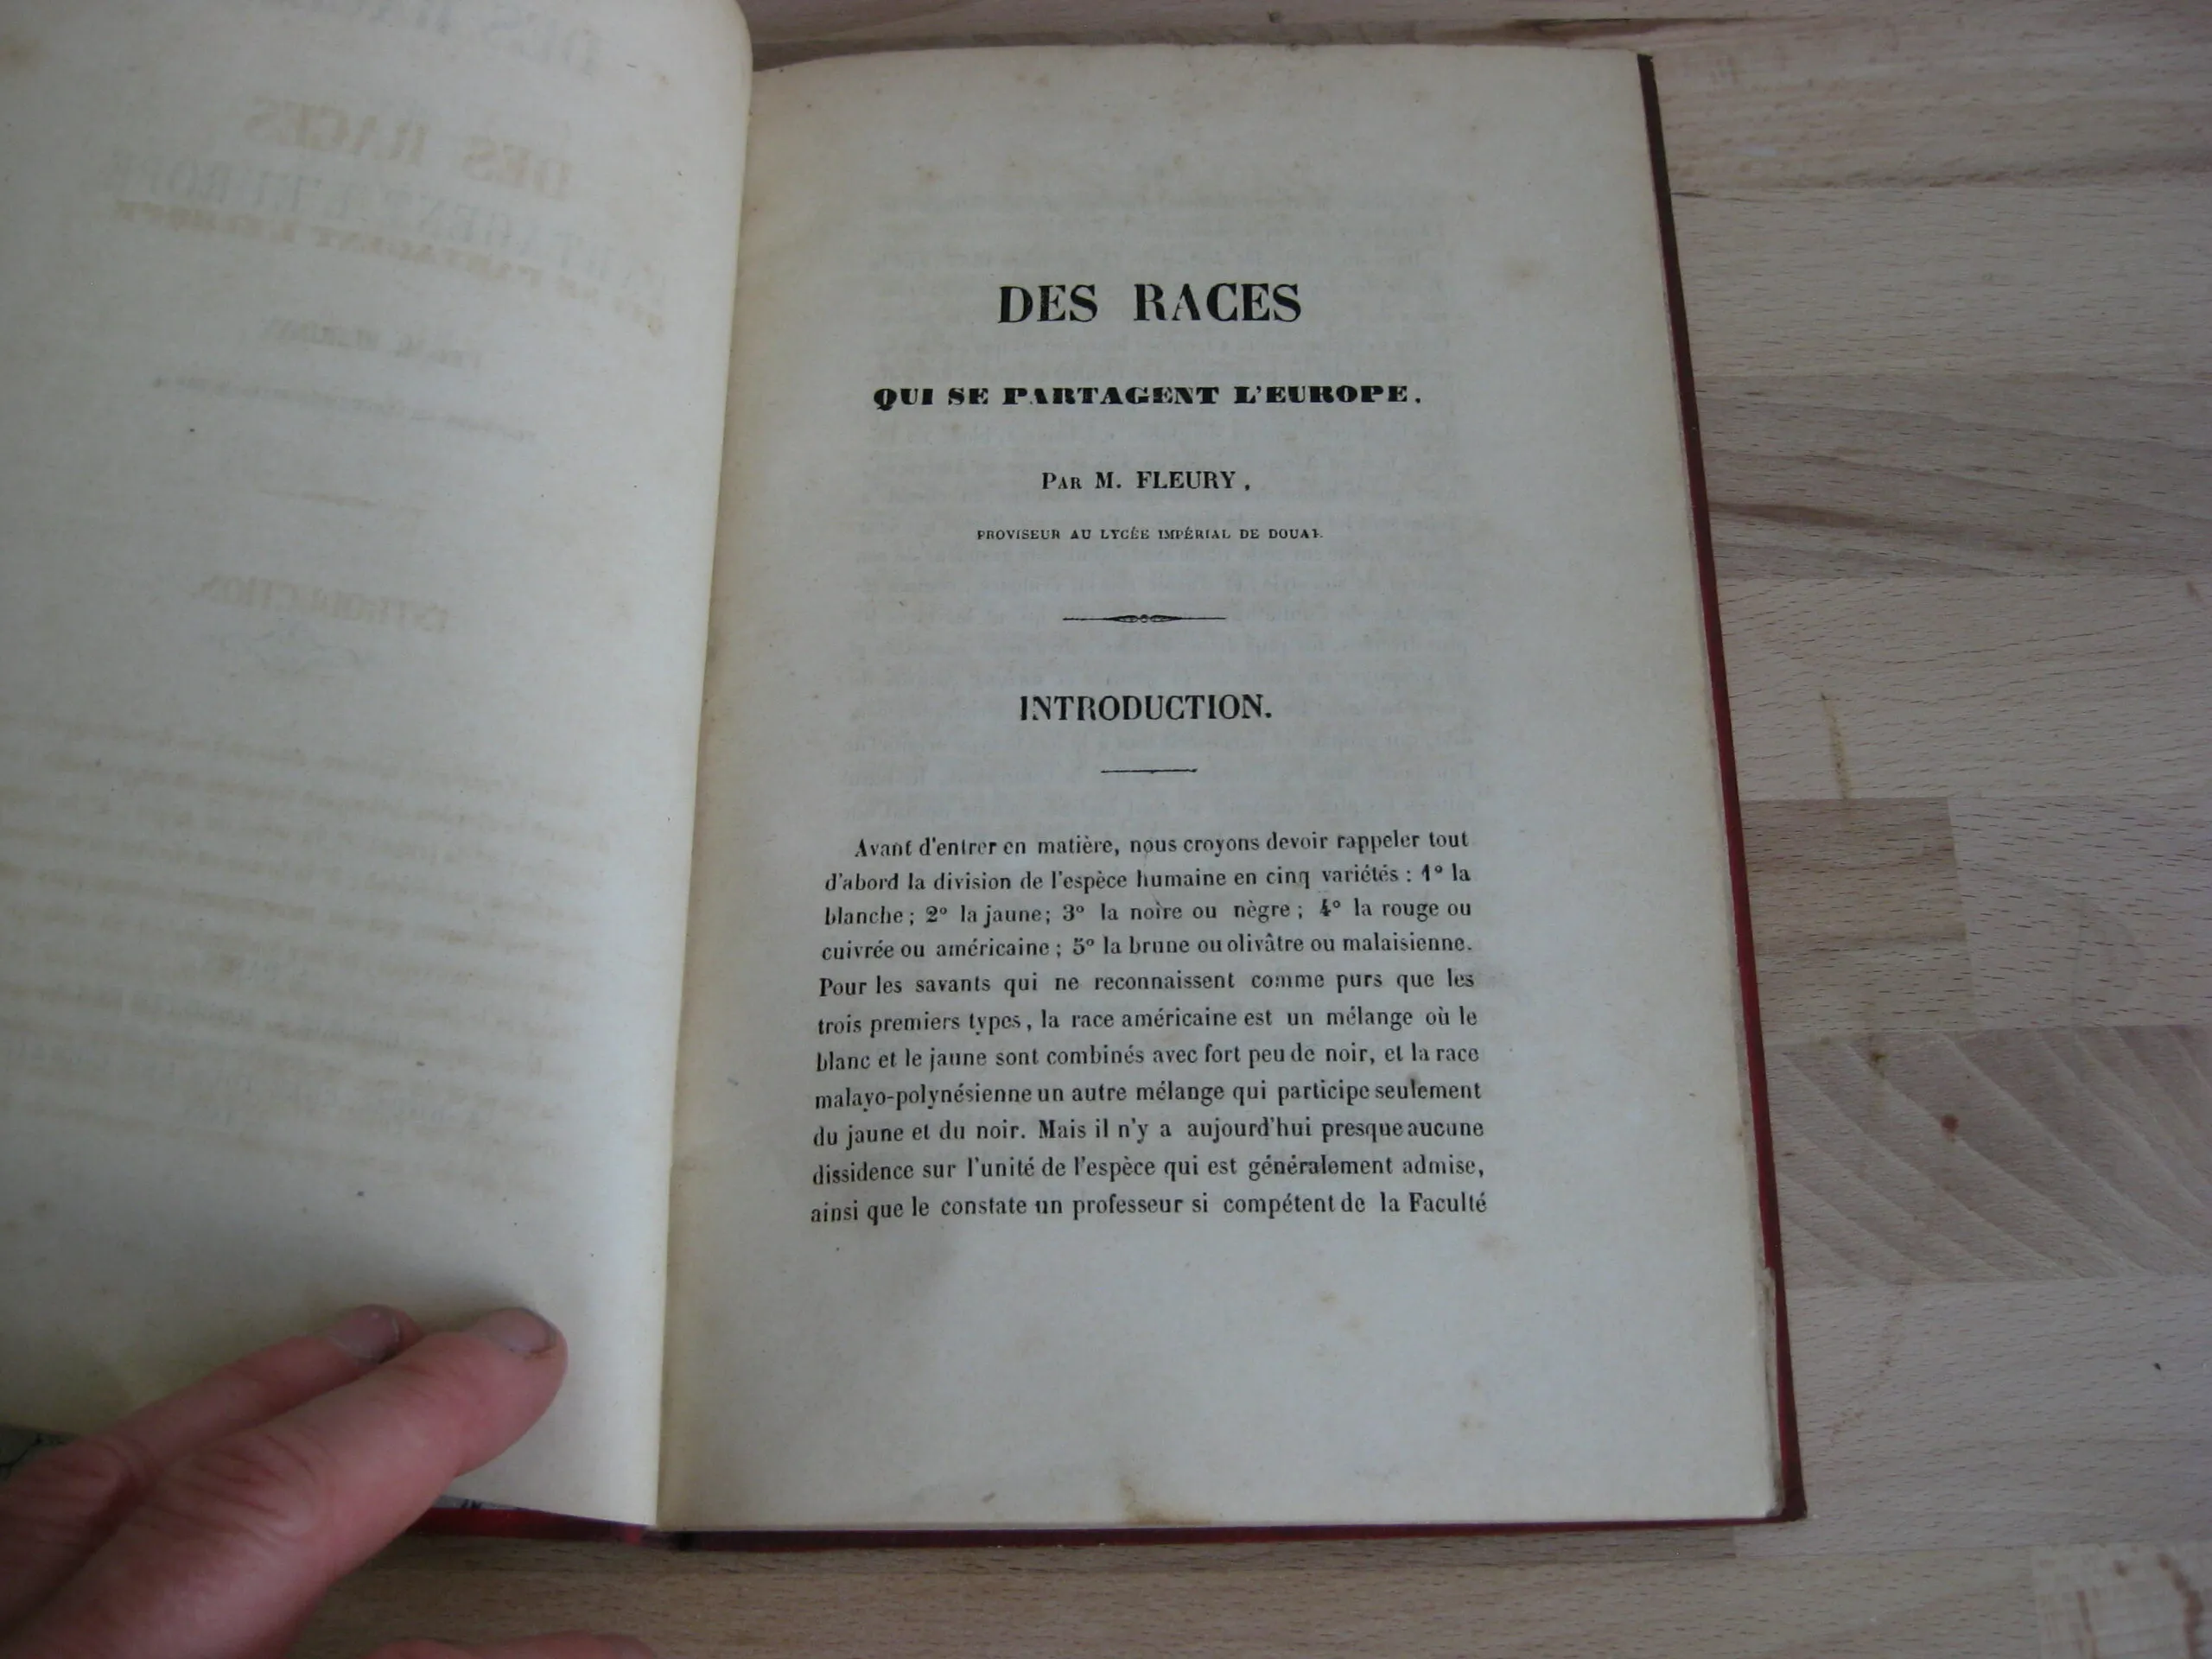 DES RACES
QUI SE PARTAGENT L'EUROPE.
PAR M. FLEURY,
PROVISEUR AU LYCÉE IMPÉRIAL DE DOUAI.
INTRODUCTION.
Avant d'entrer en matière, nous croyons devoir rappeler tout
d'abord la division de l'espèce humaine en cinq variétés : 1° la
blanche ; 2° la jaune; 3° la noire ou nègre ; 4° la rouge ou
cuivrée ou américaine ; 5° la brune ou olivâtre ou malaisienne.
Pour les savants qui ne reconnaissent comme purs que les
trois premiers types, la race américaine est un mélange où le
blanc et le jaune sont combinés avec fort peu de noir, et la race
malayo-polynésienne un autre mélange qui participe seulement
du jaune et du noir. Mais il n'y a aujourd'hui presque aucune
dissidence sur l'unité de l'espèce qui est généralement admise,
ainsi que le constate un professeur si compétent de la Faculté